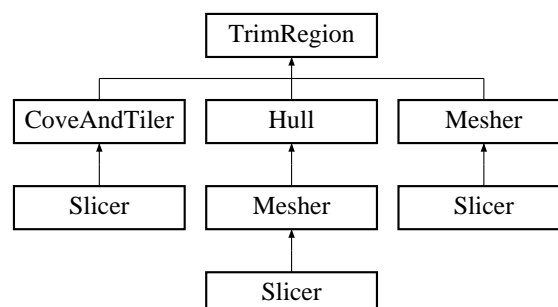 TrimRegion
CoveAndTiler
Hull
Mesher
Slicer
Mesher
Slicer
Slicer